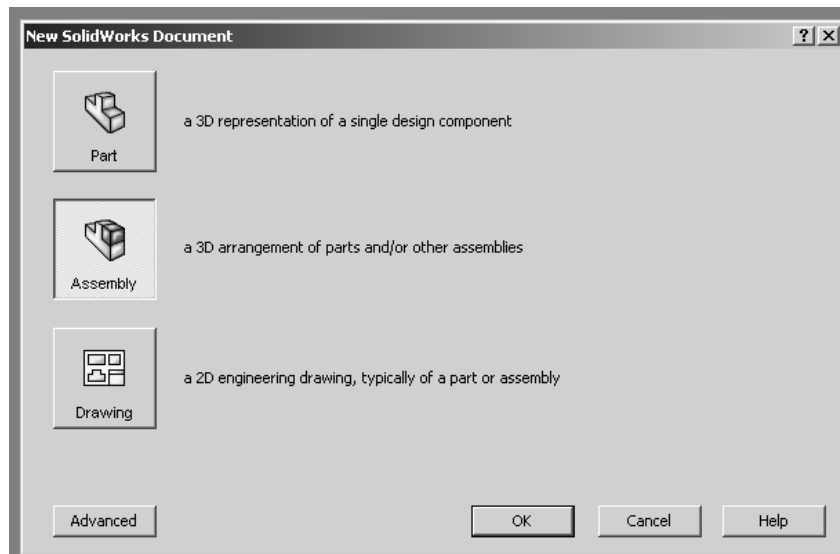 New SolidWorks Document
Part
a 3D representation of a single design component
Assembly
a 3D arrangement of parts and/or other assemblies
Drawing
a 2D engineering drawing, typically of a part or assembly
Advanced
OK
Cancel
Help